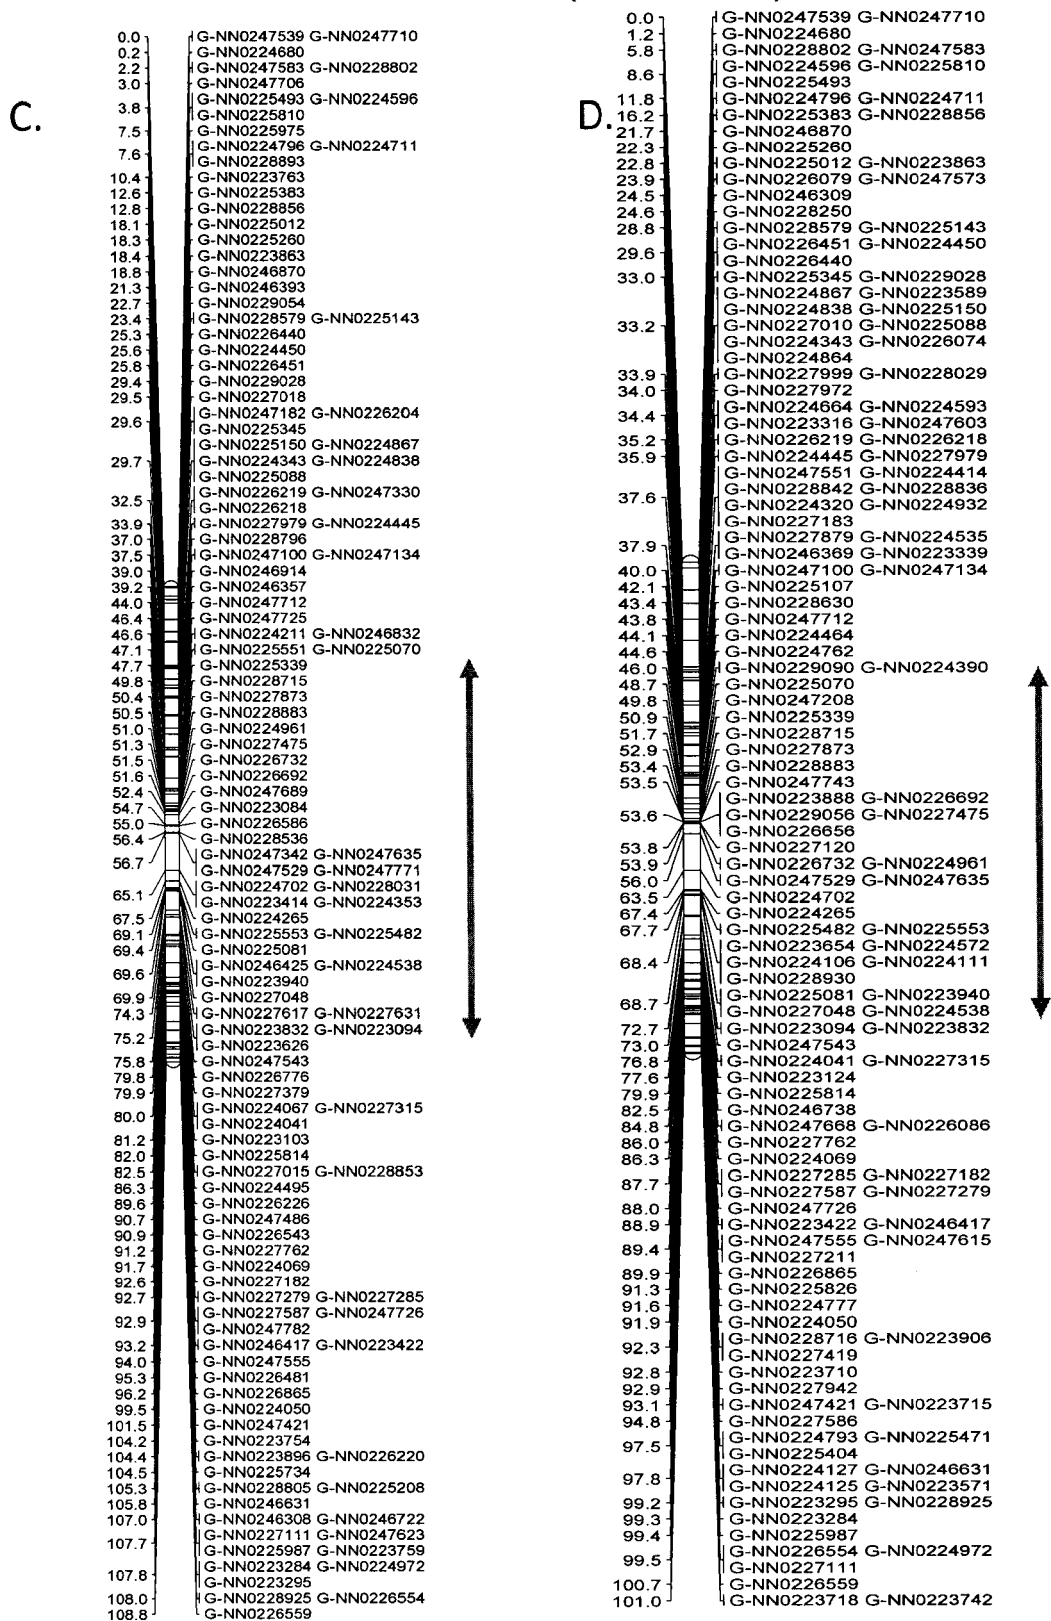 C.
0.0 G-NN0247539 G-NN0247710
0.2 G-NN0224680
2.2 G-NN0247583 G-NN0228802
3.0 G-NN0247706
3.8 G-NN0225493 G-NN0224596
G-NN0225810
7.5 G-NN0225975
7.6 G-NN0224796 G-NN0224711
G-NN0228893
10.4 G-NN0223763
12.6 G-NN0225383
12.8 G-NN0228856
18.1 G-NN0225012
18.3 G-NN0225260
18.4 G-NN0223863
18.8 G-NN0246870
21.3 G-NN0246393
22.7 G-NN0229054
23.4 G-NN0228579 G-NN0225143
25.3 G-NN0226440
25.6 G-NN0224450
25.8 G-NN0226451
29.4 G-NN0229028
29.5 G-NN0227018
29.6 G-NN0247182 G-NN0226204
G-NN0225345
29.7 G-NN0225150 G-NN0224867
G-NN0224343 G-NN0224838
G-NN0225088
32.5 G-NN0226219 G-NN0247330
G-NN0226218
33.9 G-NN0227979 G-NN0224445
37.0 G-NN0228796
37.5 G-NN0247100 G-NN0247134
39.0 G-NN0246914
39.2 G-NN0246357
44.0 G-NN0247712
46.4 G-NN0247725
46.6 G-NN0224211 G-NN0246832
47.1 G-NN0225551 G-NN0225070
47.7 G-NN0225339
49.8 G-NN0228715
50.4 G-NN0227873
50.5 G-NN0228883
51.0 G-NN0224961
51.3 G-NN0227475
51.5 G-NN0226732
51.6 G-NN0226692
52.4 G-NN0247689
54.7 G-NN0223084
55.0 G-NN0226586
56.4 G-NN0228536
56.7 G-NN0247342 G-NN0247635
G-NN0247529 G-NN0247771
65.1 G-NN0224702 G-NN0228031
G-NN0223414 G-NN0224353
67.5 G-NN0224265
69.1 G-NN0225553 G-NN0225482
69.4 G-NN0225081
69.6 G-NN0246425 G-NN0224538
G-NN0223940
69.9 G-NN0227048
74.3 G-NN0227617 G-NN0227631
75.2 G-NN0223832 G-NN0223094
G-NN0223626
75.8 G-NN0247543
79.8 G-NN0226776
79.9 G-NN0227379
80.0 G-NN0224067 G-NN0227315
G-NN0224041
81.2 G-NN0223103
82.0 G-NN0225814
82.5 G-NN0227015 G-NN0228853
86.3 G-NN0224495
89.6 G-NN0226226
90.7 G-NN0247486
90.9 G-NN0226543
91.2 G-NN0227762
91.7 G-NN0224069
92.6 G-NN0227182
92.7 G-NN0227279 G-NN0227285
92.9 G-NN0227587 G-NN0247726
G-NN0247782
93.2 G-NN0246417 G-NN0223422
94.0 G-NN0247555
95.3 G-NN0226481
96.2 G-NN0226865
99.5 G-NN0224050
101.5 G-NN0247421
104.2 G-NN0223754
104.4 G-NN0223896 G-NN0226220
104.5 G-NN0225734
105.3 G-NN0228805 G-NN0225208
105.8 G-NN0246631
107.0 G-NN0246308 G-NN0246722
107.7 G-NN0227111 G-NN0247623
G-NN0225987 G-NN0223759
107.8 G-NN0223284 G-NN0224972
G-NN0223295
108.0 G-NN0228925 G-NN0226554
108.8 G-NN0226559
D.
0.0 G-NN0247539 G-NN0247710
1.2 G-NN0224680
5.8 G-NN0228802 G-NN0247583
8.6 G-NN0224596 G-NN0225810
G-NN0225493
11.8 G-NN0224796 G-NN0224711
16.2 G-NN0225383 G-NN0228856
21.7 G-NN0246870
22.3 G-NN0225260
22.8 G-NN0225012 G-NN0223863
23.9 G-NN0226079 G-NN0247573
24.5 G-NN0246309
24.6 G-NN0228250
28.8 G-NN0228579 G-NN0225143
29.6 G-NN0226451 G-NN0224450
G-NN0226440
33.0 G-NN0225345 G-NN0229028
G-NN0224867 G-NN0223589
G-NN0224838 G-NN0225150
33.2 G-NN0227010 G-NN0225088
G-NN0224343 G-NN0226074
G-NN0224864
33.9 G-NN0227999 G-NN0228029
34.0 G-NN0227972
34.4 G-NN0224664 G-NN0224593
G-NN0223316 G-NN0247603
35.2 G-NN0226219 G-NN0226218
35.9 G-NN0224445 G-NN0227979
G-NN0247551 G-NN0224414
37.6 G-NN0228842 G-NN0228836
G-NN0224320 G-NN0224932
G-NN0227183
37.9 G-NN0227879 G-NN0224535
G-NN0246369 G-NN0223339
40.0 G-NN0247100 G-NN0247134
42.1 G-NN0225107
43.4 G-NN0228630
43.8 G-NN0247712
44.1 G-NN0224464
44.6 G-NN0224762
46.0 G-NN0229090 G-NN0224390
48.7 G-NN0225070
49.8 G-NN0247208
50.9 G-NN0225339
51.7 G-NN0228715
52.9 G-NN0227873
53.4 G-NN0228883
53.5 G-NN0247743
G-NN0223888 G-NN0226692
53.6 G-NN0229056 G-NN0227475
G-NN0226656
53.8 G-NN0227120
53.9 G-NN0226732 G-NN0224961
56.0 G-NN0247529 G-NN0247635
63.5 G-NN0224702
67.4 G-NN0224265
67.7 G-NN0225482 G-NN0225553
G-NN0223654 G-NN0224572
68.4 G-NN0224106 G-NN0224111
G-NN0228930
68.7 G-NN0225081 G-NN0223940
G-NN0227048 G-NN0224538
72.7 G-NN0223094 G-NN0223832
73.0 G-NN0247543
76.8 G-NN0224041 G-NN0227315
77.6 G-NN0223124
79.9 G-NN0225814
82.5 G-NN0246738
84.8 G-NN0247668 G-NN0226086
86.0 G-NN0227762
86.3 G-NN0224069
87.7 G-NN0227285 G-NN0227182
G-NN0227587 G-NN0227279
88.0 G-NN0247726
88.9 G-NN0223422 G-NN0246417
89.4 G-NN0247555 G-NN0247615
G-NN0227211
89.9 G-NN0226865
91.3 G-NN0225826
91.6 G-NN0224777
91.9 G-NN0224050
92.3 G-NN0228716 G-NN0223906
G-NN0227419
92.8 G-NN0223710
92.9 G-NN0227942
93.1 G-NN0247421 G-NN0223715
94.8 G-NN0227586
97.5 G-NN0224793 G-NN0225471
G-NN0225404
97.8 G-NN0224127 G-NN0246631
G-NN0224125 G-NN0223571
99.2 G-NN0223295 G-NN0228925
99.3 G-NN0223284
99.4 G-NN0225987
99.5 G-NN0226554 G-NN0224972
G-NN0227111
100.7 G-NN0226559
101.0 G-NN0223718 G-NN0223742